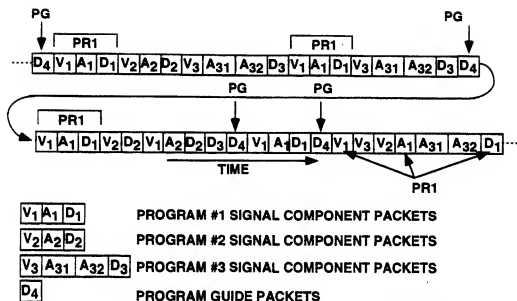 PG PR1 PR1 PG
D4 V1 A1 D1 V2 A2 D2 V3 A31 A32 D3 V1 A1 D1 V3 A31 A32 D3 D4
PR1 PG PG
V1 A1 D1 V2 D2 V1 A2 D2 D3 D4 V1 A1 D1 D4 V1 V3 V2 A1 A31 A32 D1
TIME
PR1
V1 A1 D1 PROGRAM #1 SIGNAL COMPONENT PACKETS
V2 A2 D2 PROGRAM #2 SIGNAL COMPONENT PACKETS
V3 A31 A32 D3 PROGRAM #3 SIGNAL COMPONENT PACKETS
D4 PROGRAM GUIDE PACKETS